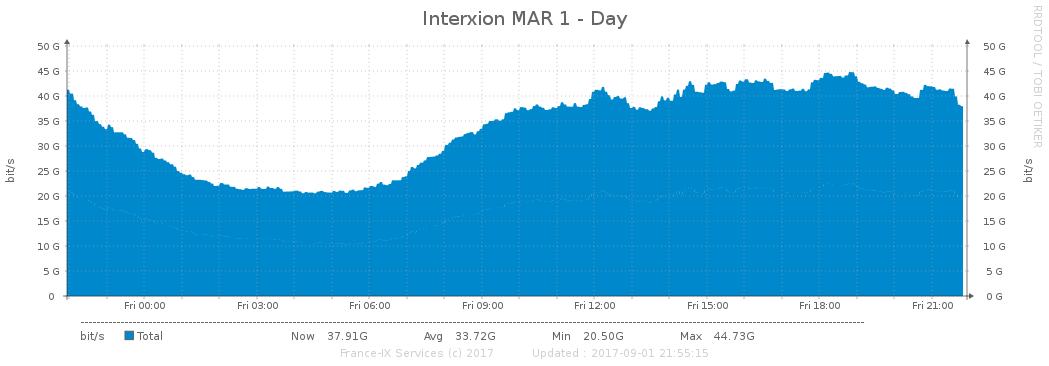 Interxion MAR 1 - Day
RRDTOOL / TOBI OETIKER
50 G 50 G
45 G 45 G
40 G 40 G
35 G 35 G
30 G 30 G
25 G 25 G
20 G 20 G
15 G 15 G
10 G 10 G
5 G 5 G
0 0 G
bit/s
bit/s
Fri 00:00 Fri 03:00 Fri 06:00 Fri 09:00 Fri 12:00 Fri 15:00 Fri 18:00 Fri 21:00
bit/s Total Now 37.91G Avg 33.72G Min 20.50G Max 44.73G
France-IX Services (c) 2017 Updated : 2017-09-01 21:55:15